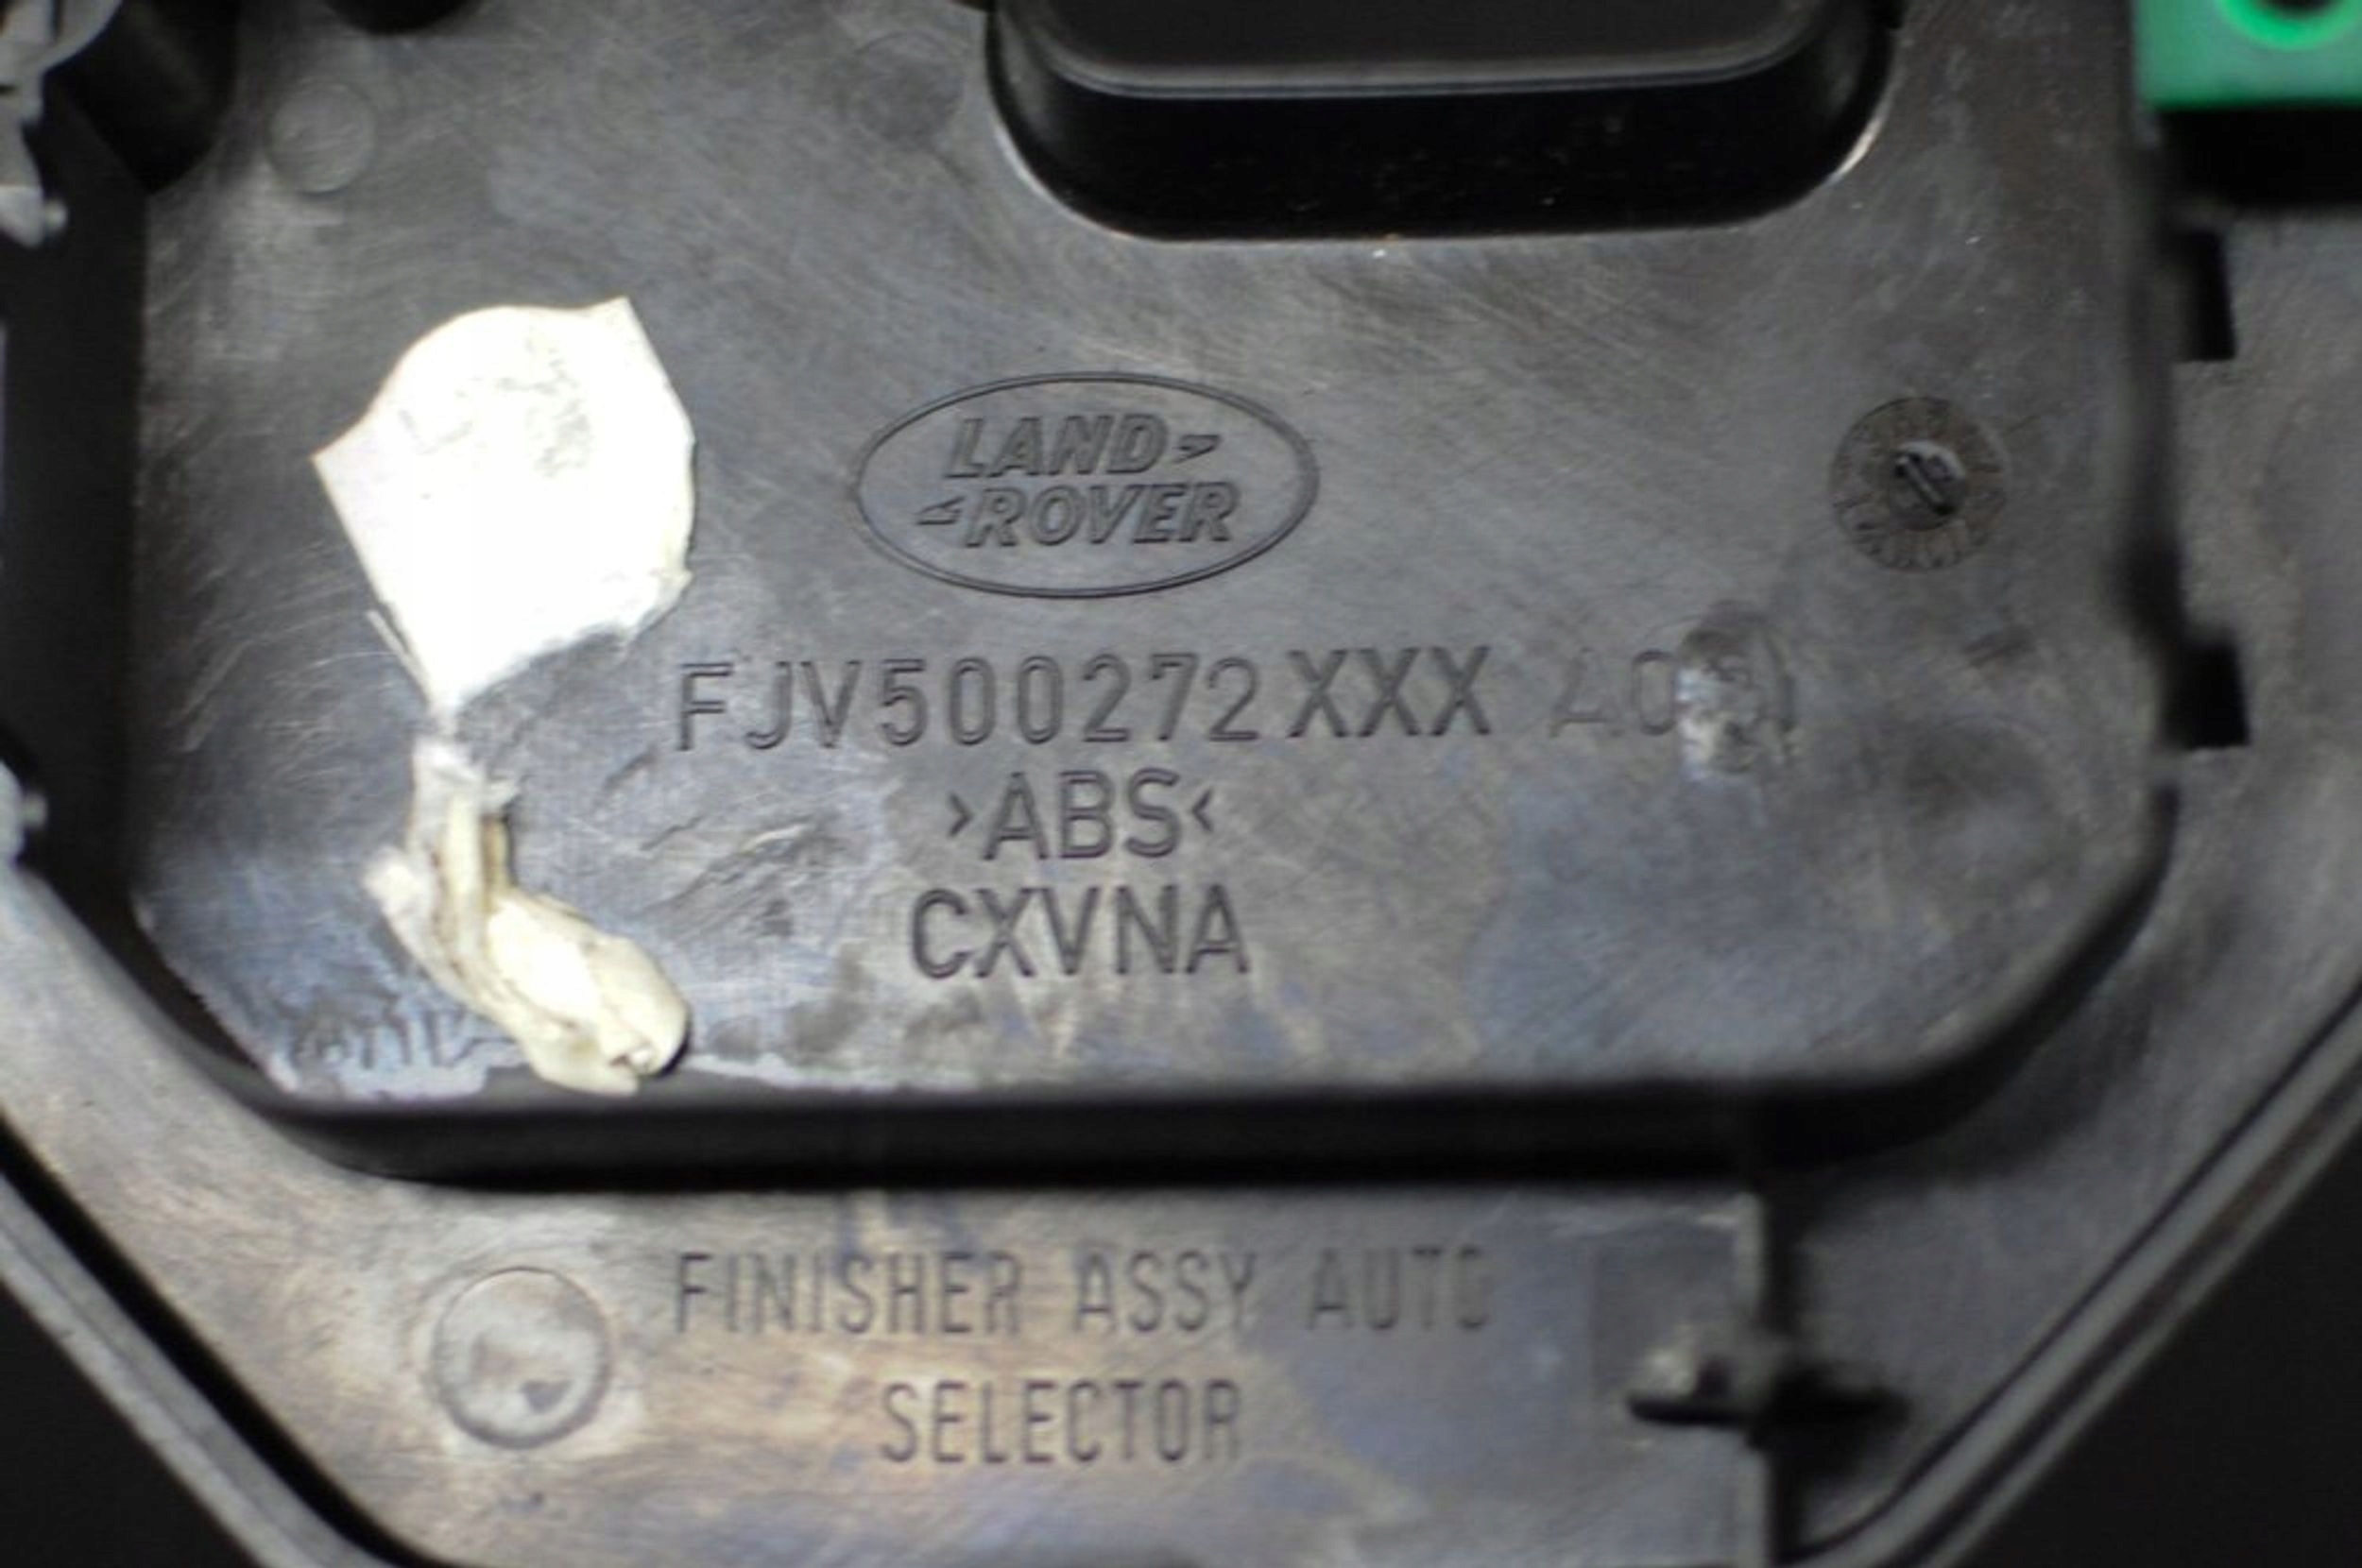 LAND
ROVER
FJV500272XXX
>ABS<
CXVNA
FINISHER ASSY AUTO
SELECTOR